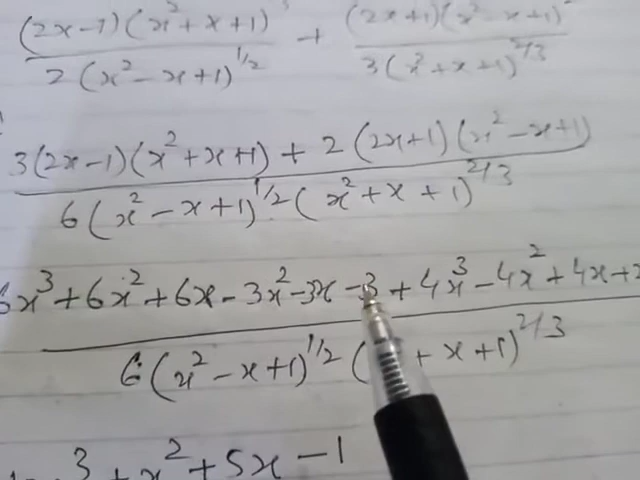 (2x-1)(x²+x+1) / 2(x²-x+1)^1/2 + (2x+1)(x²-x+1) / 3(x²+x+1)^2/3
3(2x-1)(x²+x+1) + 2(2x+1)(x²-x+1) / 6(x²-x+1)^1/2 (x²+x+1)^2/3
6x³+6x²+6x-3x²-3x-3+4x³-4x²+4x+2 / 6(x²-x+1)^1/2 ( +x+1)^2/3
³+x²+5x-1